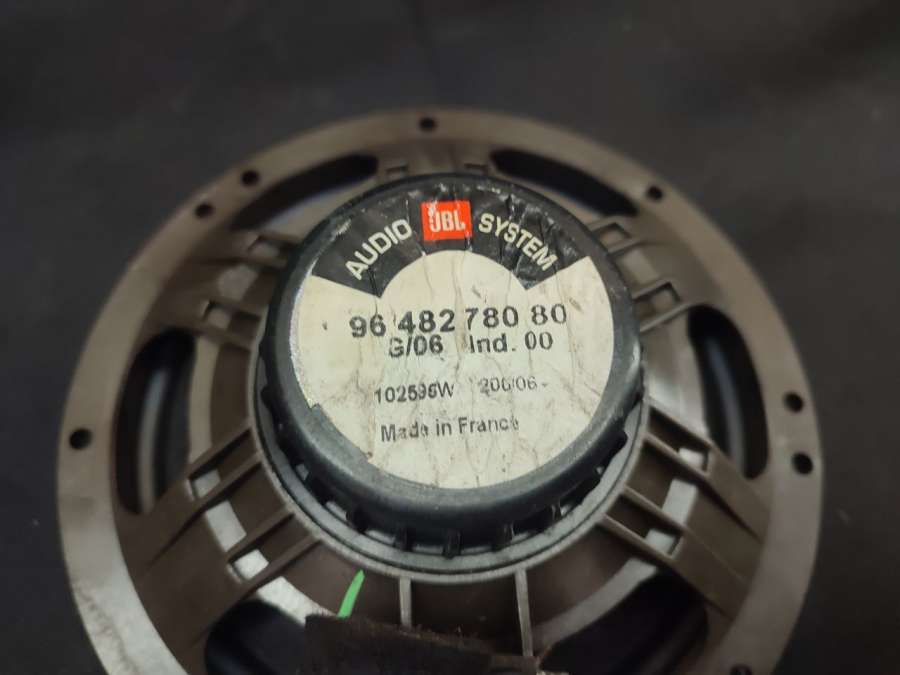 AUDIO JBL SYSTEM
96 482 780 80
S/06 Ind. 00
102596W 206/06
Made in France